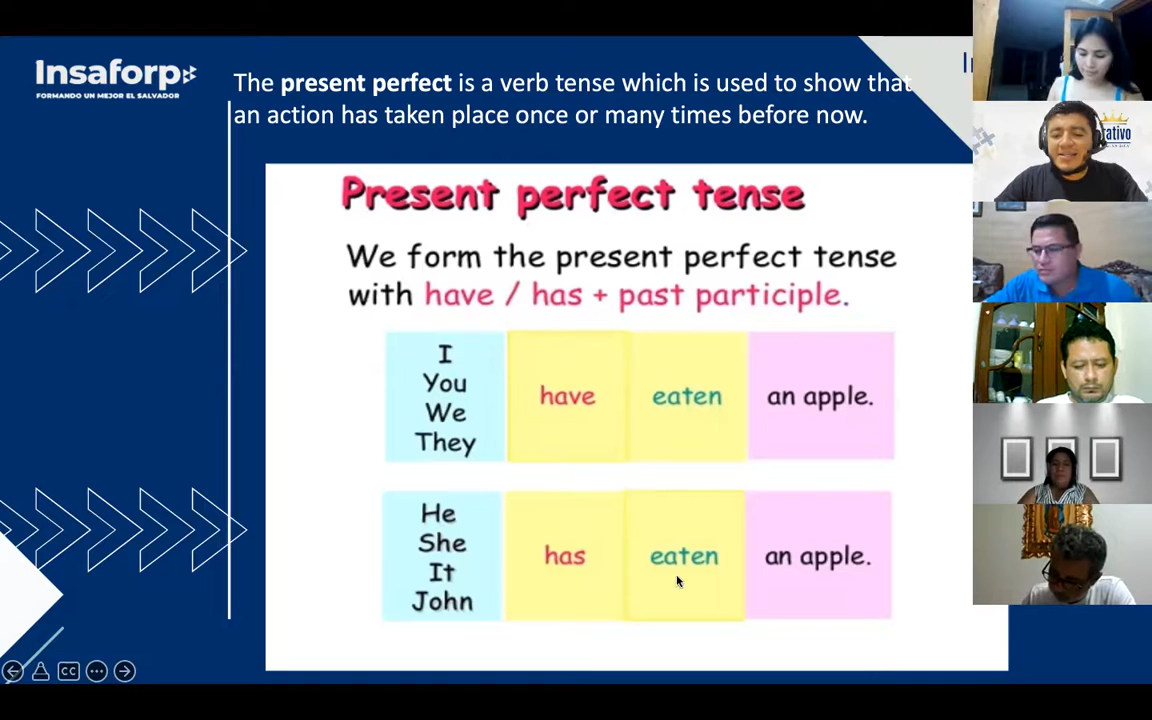 Insaforp
FORMANDO UN MEJOR EL SALVADOR
The present perfect is a verb tense which is used to show that
an action has taken place once or many times before now.
Present perfect tense
We form the present perfect tense
with have / has + past participle.
I
You
We
They
have
eaten
an apple.
He
She
It
John
has
eaten
an apple.
CC